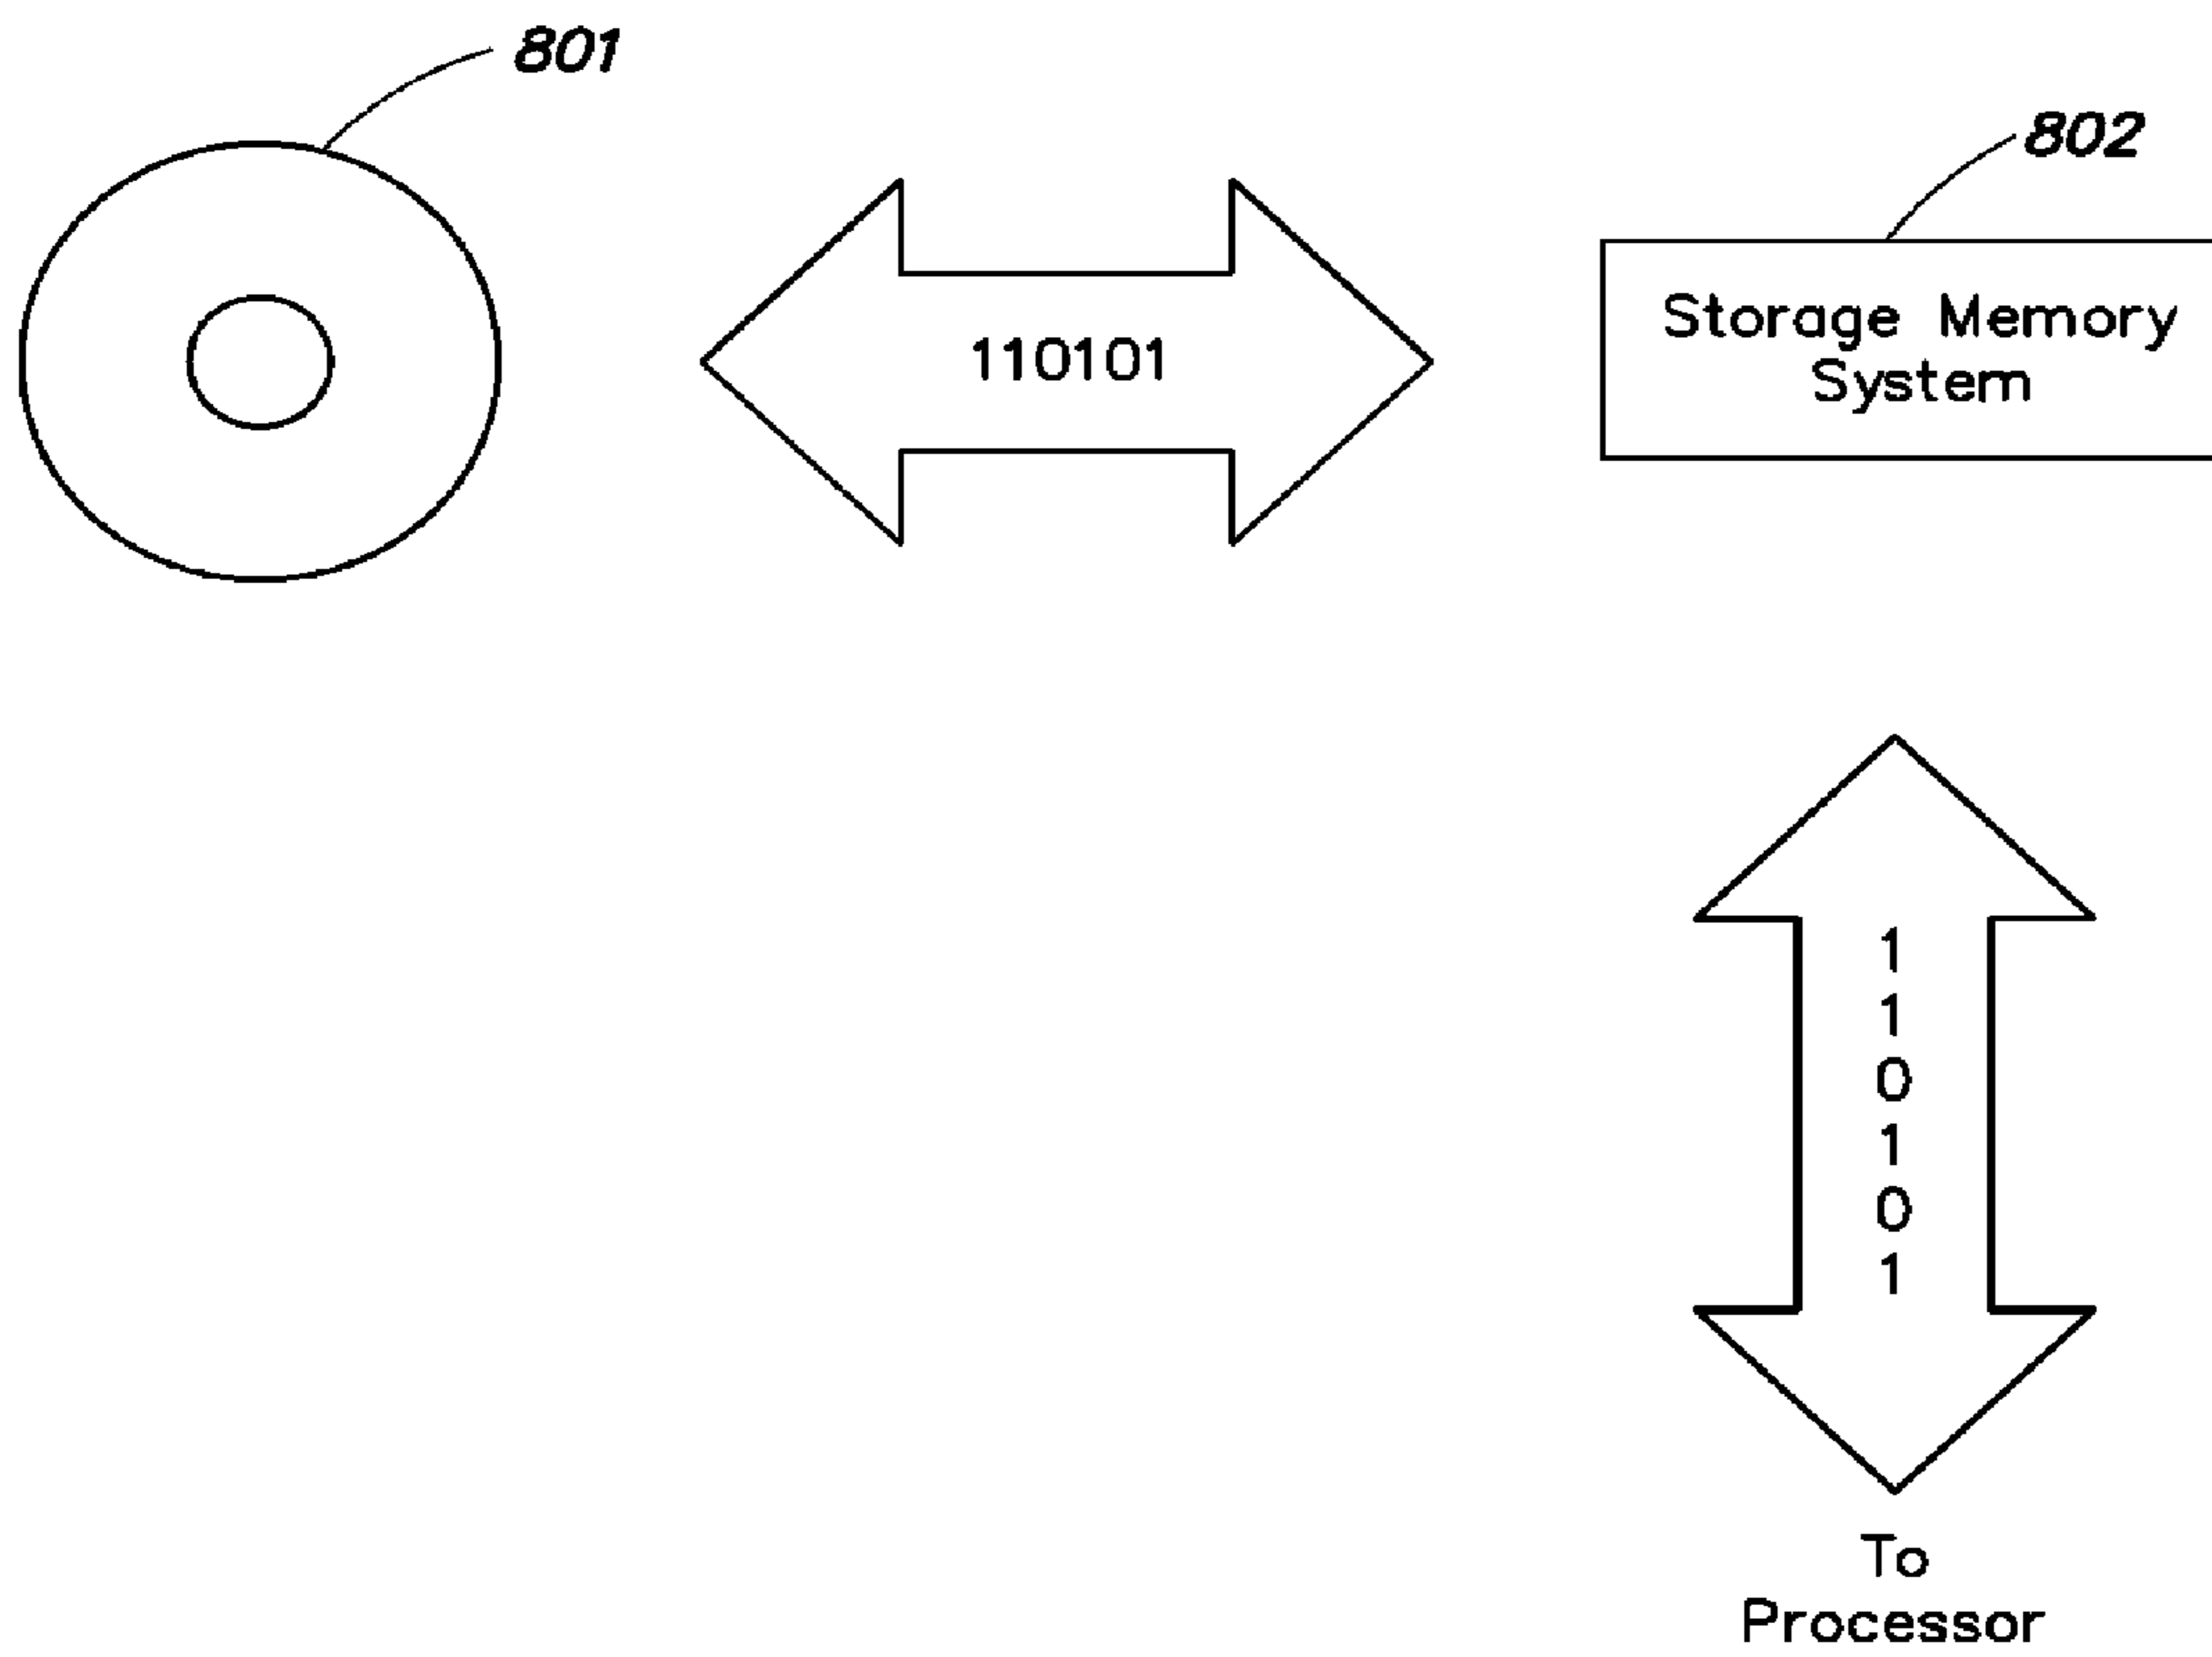 801
802
110101
Storage Memory
System
1
1
0
1
0
1
To
Processor